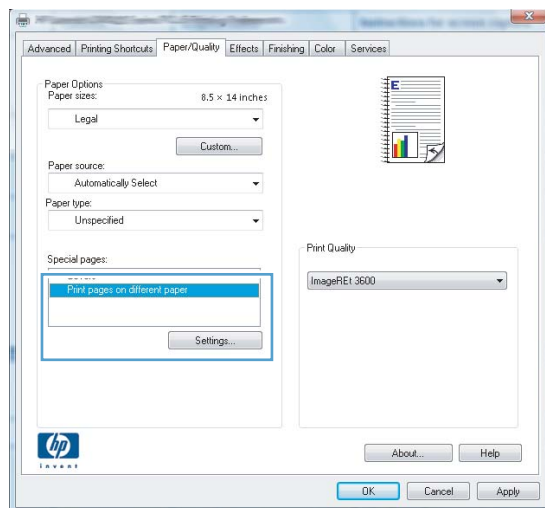 Advanced Printing Shortcuts Paper/Quality Effects Finishing Color Services
Paper Options
Paper sizes: 8.5 × 14 inches
Legal
Custom...
Paper source:
Automatically Select
Paper type:
Unspecified
Special pages:
Print pages on different paper
Settings...
E
Print Quality
ImageREt 3600
hp
invent
About... Help
OK Cancel Apply